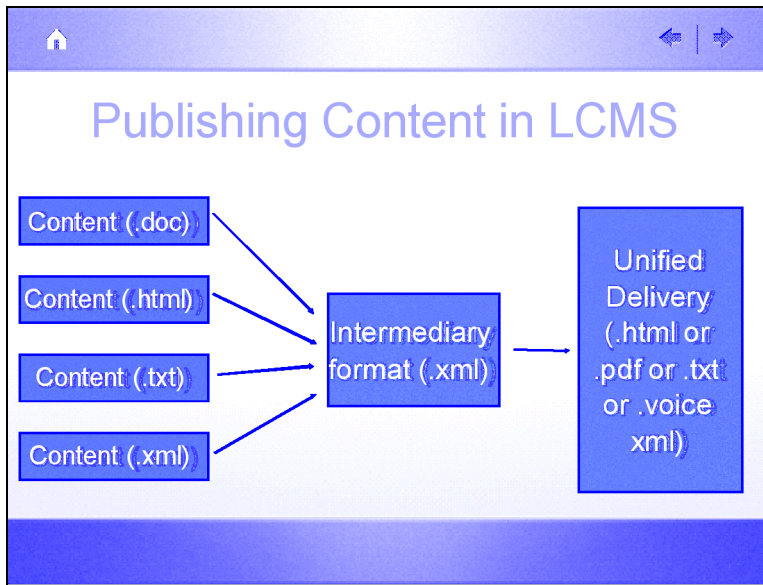 Publishing Content in LCMS
Content (.doc)
Content (.html)
Content (.txt)
Content (.xml)
Intermediary
format (.xml)
Unified
Delivery
(.html or
.pdf or .txt
or .voice
xml)